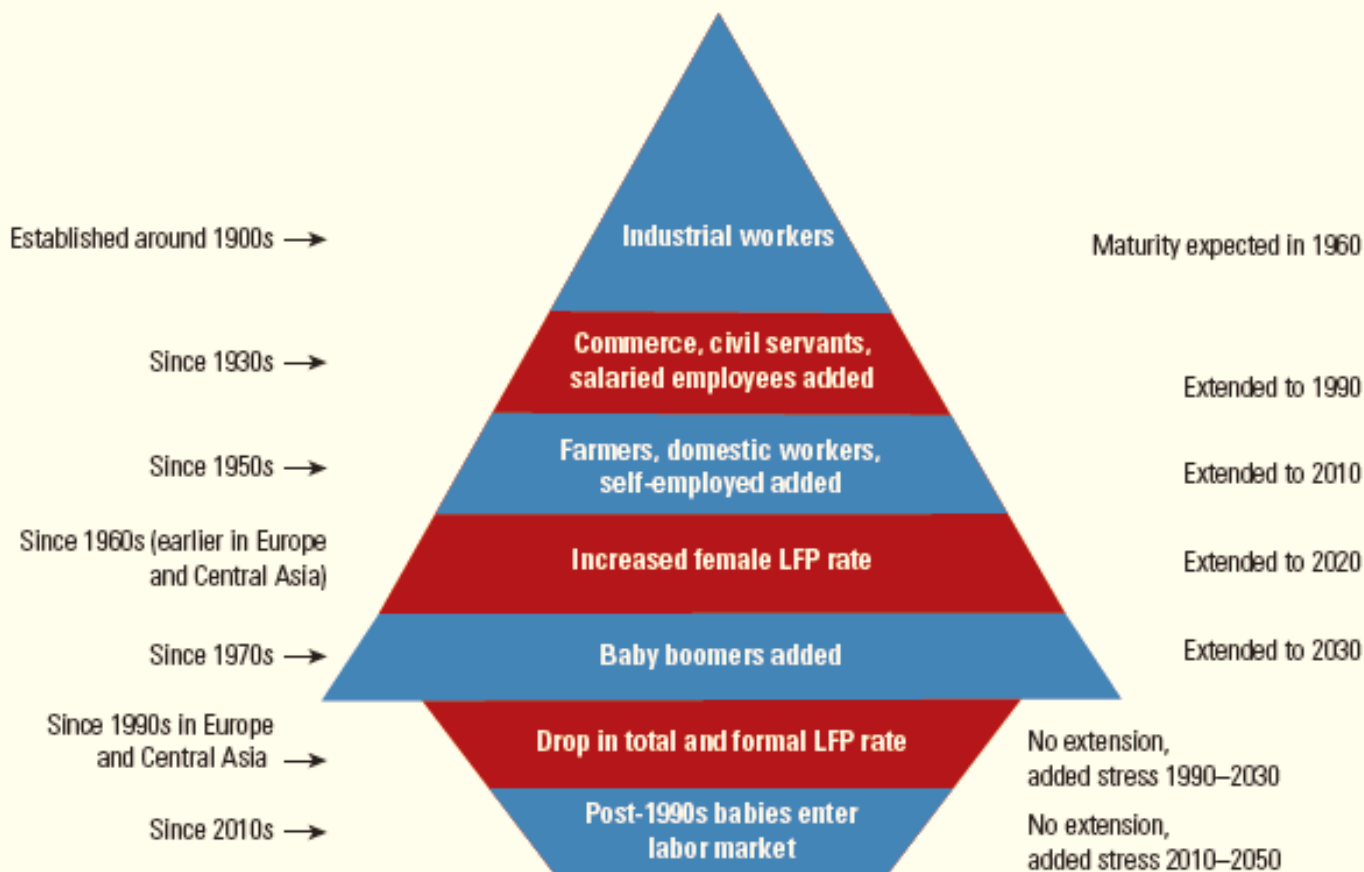 Established around 1900s →
Industrial workers
Maturity expected in 1960
Since 1930s →
Commerce, civil servants,
salaried employees added
Extended to 1990
Since 1950s →
Farmers, domestic workers,
self-employed added
Extended to 2010
Since 1960s (earlier in Europe
and Central Asia)
Increased female LFP rate
Extended to 2020
Since 1970s →
Baby boomers added
Extended to 2030
Since 1990s in Europe
and Central Asia →
Drop in total and formal LFP rate
No extension,
added stress 1990–2030
Since 2010s →
Post-1990s babies enter
labor market
No extension,
added stress 2010–2050